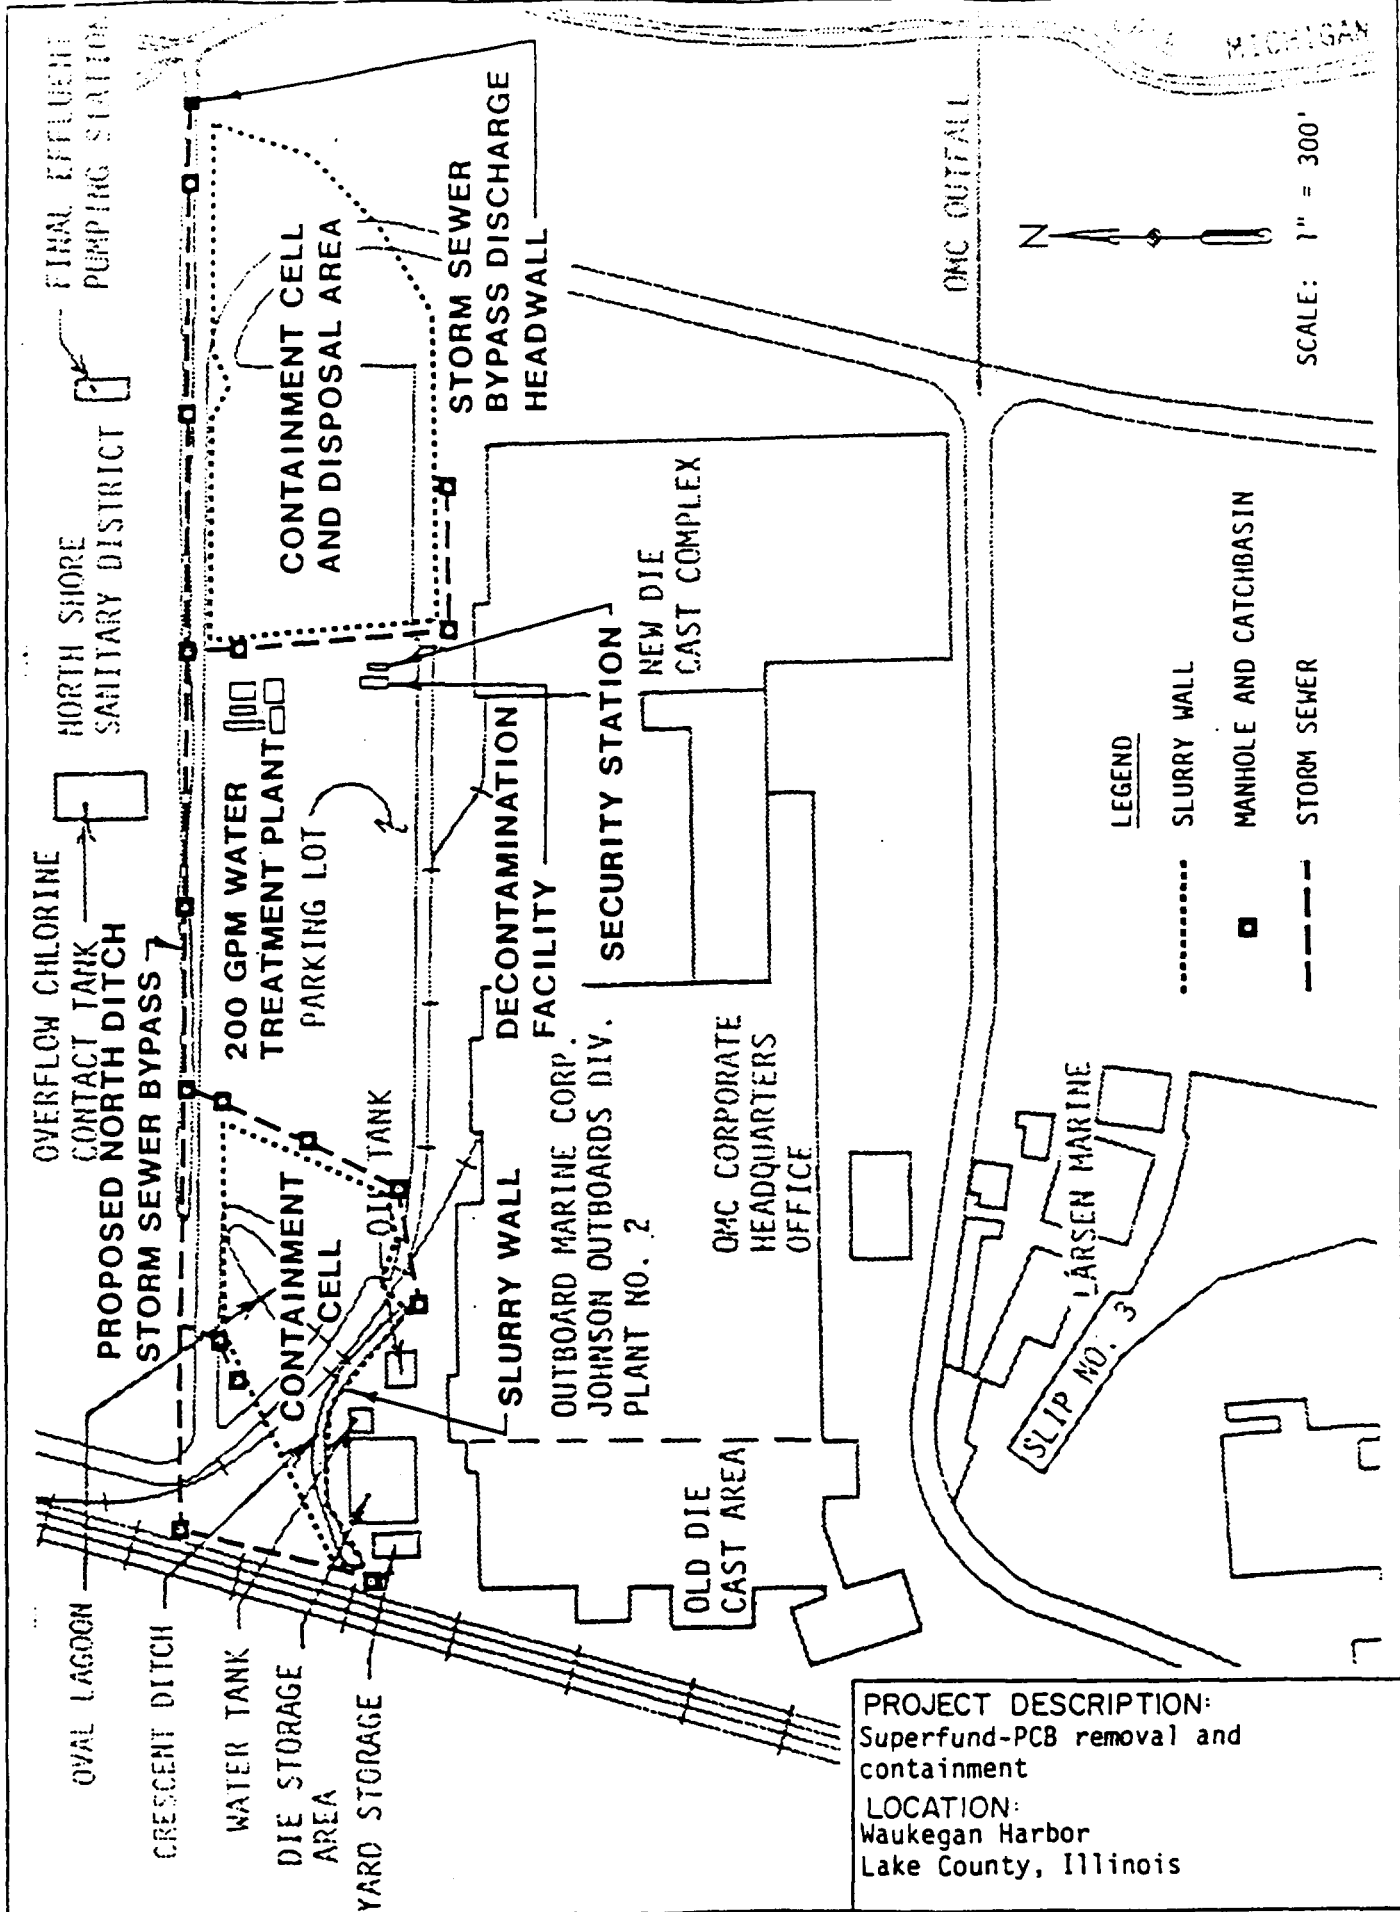 MICHIGAN
FINAL EFFLUENT
PUMPING STATION
NORTH SHORE
SANITARY DISTRICT
OVERFLOW CHLORINE
CONTACT TANK
PROPOSED NORTH DITCH
STORM SEWER BYPASS
OVAL LAGOON
CRESCENT DITCH
WATER TANK
DIE STORAGE
AREA
YARD STORAGE
CONTAINMENT
CELL
OIL TANK
200 GPM WATER
TREATMENT PLANT
PARKING LOT
CONTAINMENT CELL
AND DISPOSAL AREA
STORM SEWER
BYPASS DISCHARGE
HEADWALL
SLURRY WALL
DECONTAMINATION
FACILITY
SECURITY STATION
NEW DIE
CAST COMPLEX
OUTBOARD MARINE CORP.
JOHNSON OUTBOARDS DIV.
PLANT NO. 2
OLD DIE
CAST AREA
OMC CORPORATE
HEADQUARTERS
OFFICE
OMC OUTFALL
N
SCALE: 1" = 300'
LARSEN MARINE
SLIP NO. 3
LEGEND
SLURRY WALL
MANHOLE AND CATCHBASIN
STORM SEWER
PROJECT DESCRIPTION:
Superfund-PCB removal and
containment
LOCATION:
Waukegan Harbor
Lake County, Illinois